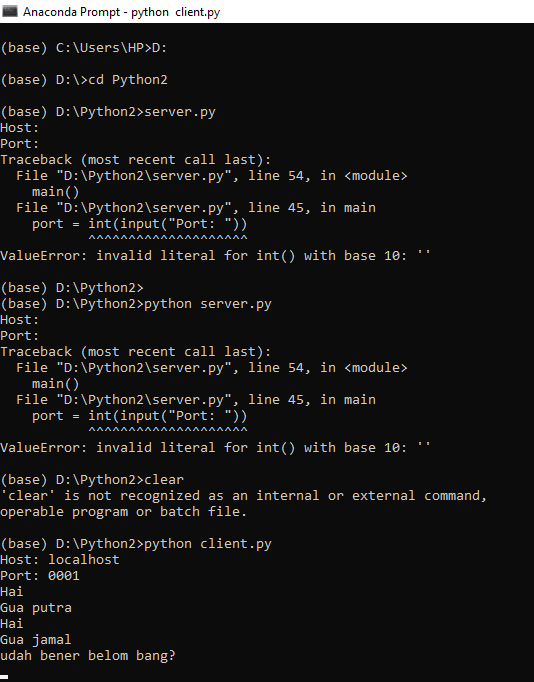 Anaconda Prompt - python  client.py
(base) C:\Users\HP>D:
(base) D:\>cd Python2
(base) D:\Python2>server.py
Host:
Port:
Traceback (most recent call last):
  File "D:\Python2\server.py", line 54, in <module>
    main()
  File "D:\Python2\server.py", line 45, in main
    port = int(input("Port: "))
           ^^^^^^^^^^^^^^^^^^^^
ValueError: invalid literal for int() with base 10: ''
(base) D:\Python2>
(base) D:\Python2>python server.py
Host:
Port:
Traceback (most recent call last):
  File "D:\Python2\server.py", line 54, in <module>
    main()
  File "D:\Python2\server.py", line 45, in main
    port = int(input("Port: "))
           ^^^^^^^^^^^^^^^^^^^^
ValueError: invalid literal for int() with base 10: ''
(base) D:\Python2>clear
'clear' is not recognized as an internal or external command,
operable program or batch file.
(base) D:\Python2>python client.py
Host: localhost
Port: 0001
Hai
Gua putra
Hai
Gua jamal
udah bener belom bang?